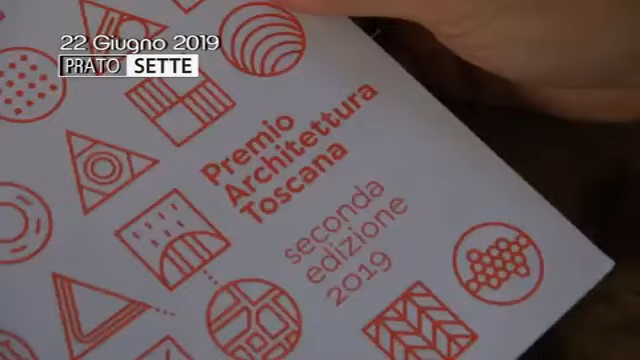 22 Giugno 2019
PRATO SETTE
Premio
Architettura
Toscana
seconda
edizione
2019